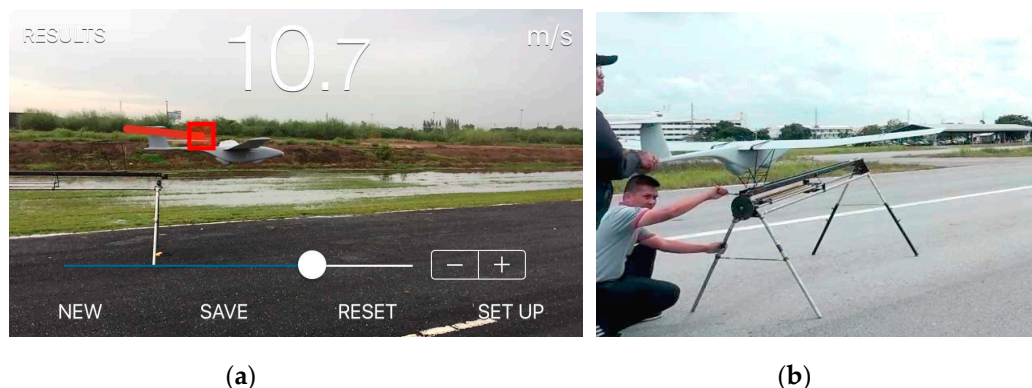 RESULTS
10.7
m/s
NEW
SAVE
RESET
SET UP
(a)
(b)